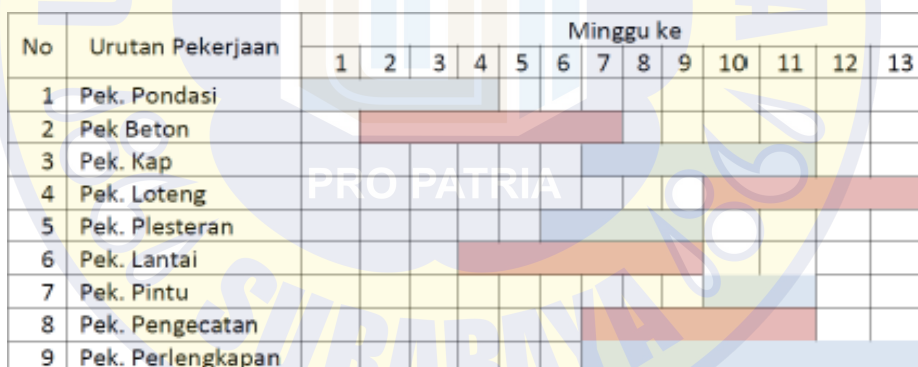 No Urutan Pekerjaan Minggu ke
1 2 3 4 5 6 7 8 9 10 11 12 13
1 Pek. Pondasi
2 Pek Beton
3 Pek. Kap
4 Pek. Loteng
5 Pek. Plesteran
6 Pek. Lantai
7 Pek. Pintu
8 Pek. Pengecatan
9 Pek. Perlengkapan
PRO PATRIA
SURABAYA